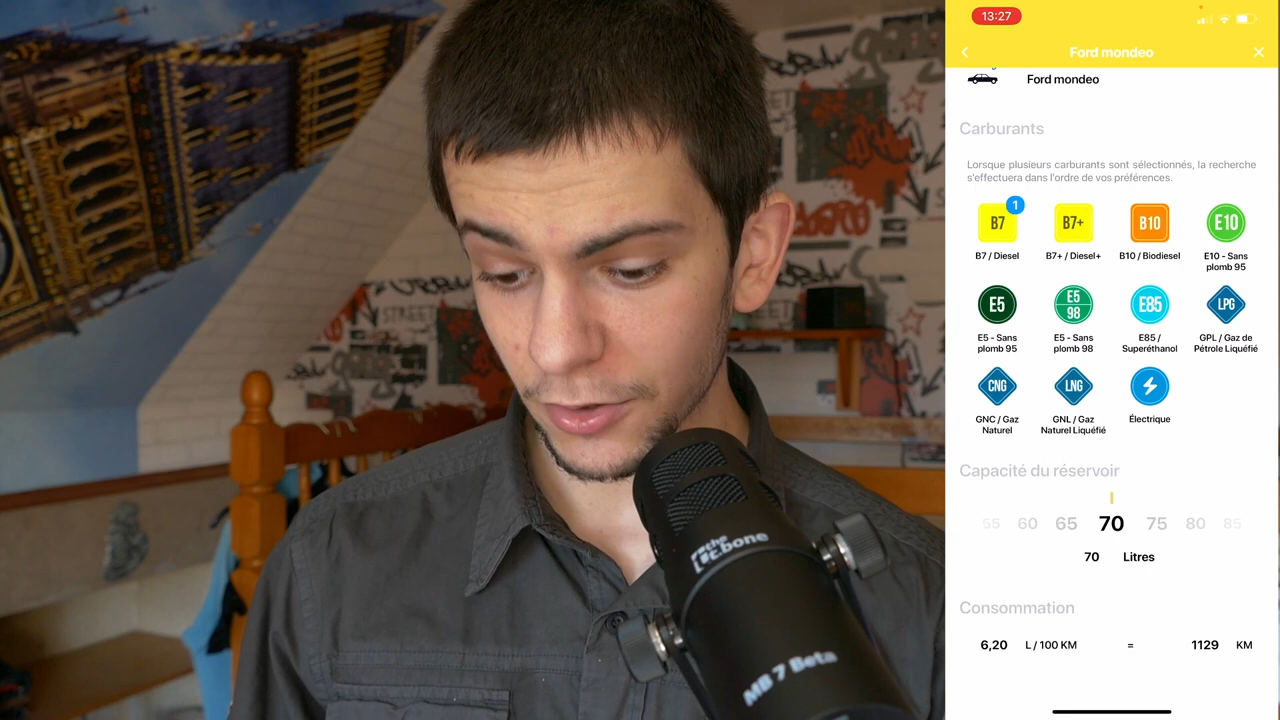 13:27
Ford mondeo
Ford mondeo
Carburants
Lorsque plusieurs carburants sont sélectionnés, la recherche
s'effectuera dans l'ordre de vos préférences.
B7
1
B7+
B10
E10
B7 / Diesel
B7+ / Diesel+
B10 / Biodiesel
E10 - Sans
plomb 95
E5
E5
98
E85
LPG
E5 - Sans
plomb 95
E5 - Sans
plomb 98
E85 /
Superéthanol
GPL / Gaz de
Pétrole Liquéfié
CNG
LNG
GNC / Gaz
Naturel
GNL / Gaz
Naturel Liquéfié
Électrique
Capacité du réservoir
55 60 65 70 75 80 85
70 Litres
Consommation
6,20 L / 100 KM = 1129 KM
STREET
the
t.bone
MB 7 Beta